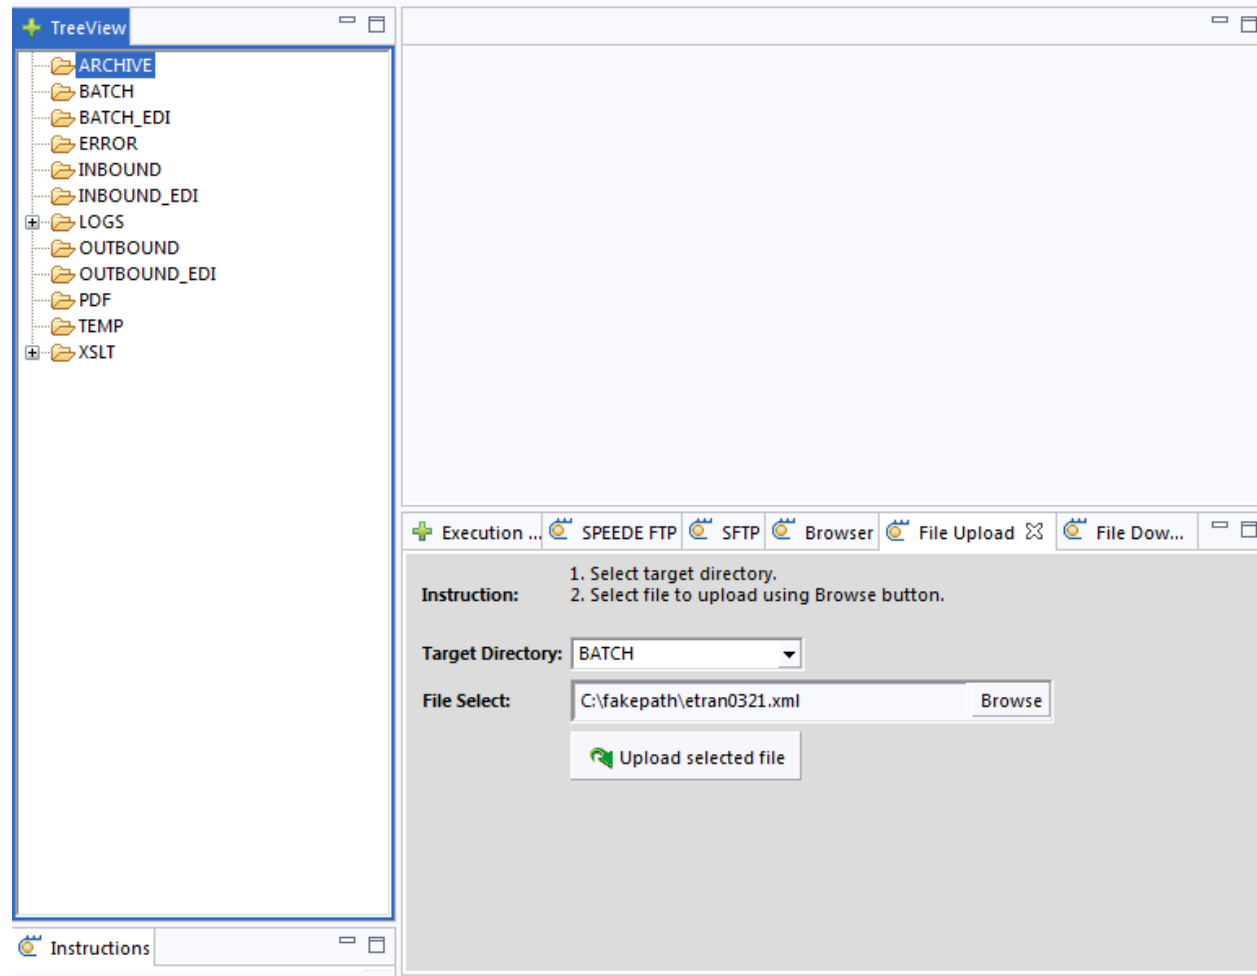 TreeView
ARCHIVE
BATCH
BATCH_EDI
ERROR
INBOUND
INBOUND_EDI
LOGS
OUTBOUND
OUTBOUND_EDI
PDF
TEMP
XSLT
Instructions
Execution ... SPEEDE FTP SFTP Browser File Upload File Dow...
Instruction: 1. Select target directory.
2. Select file to upload using Browse button.
Target Directory: BATCH
File Select: C:\fakepath\etran0321.xml Browse
Upload selected file